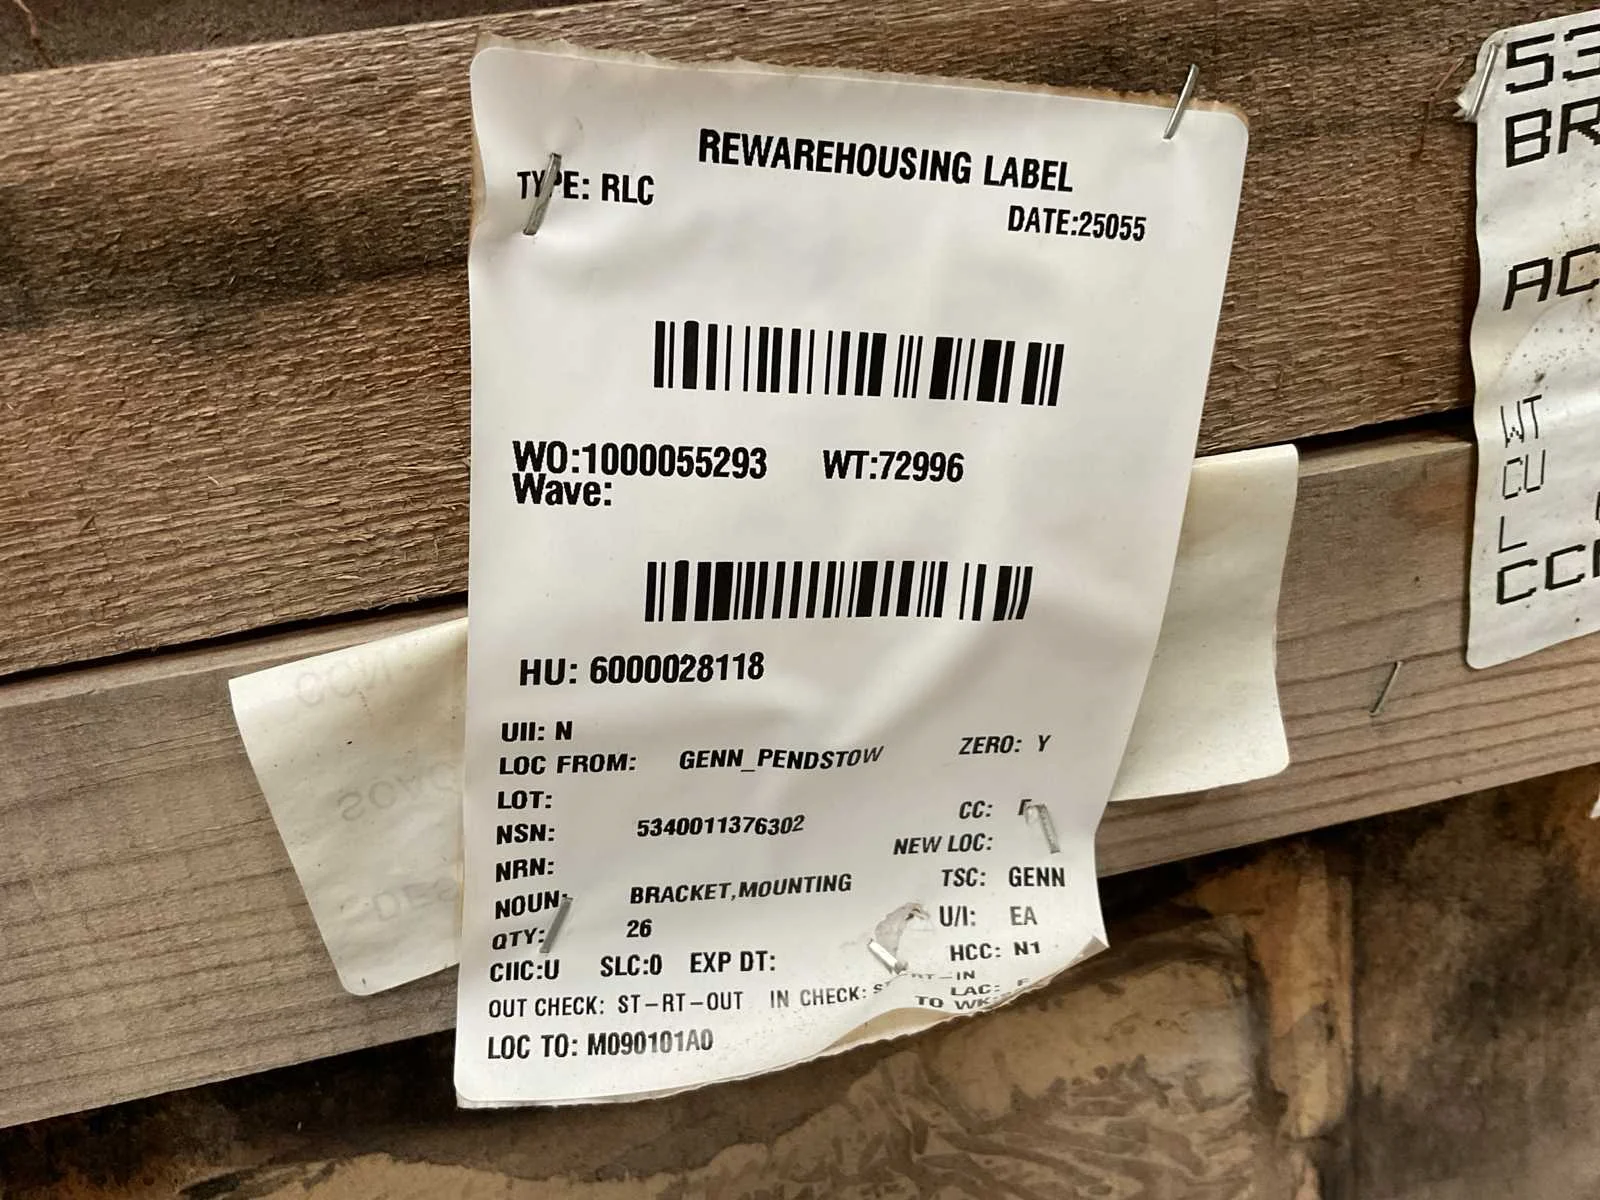 REWAREHOUSING LABEL
TYPE: RLC
DATE:25055
WO:1000055293 WT:72996
Wave:
HU: 6000028118
UII: N
LOC FROM: GENN_PENDSTOW ZERO: Y
LOT:
CC:
NSN: 5340011376302
NEW LOC:
NRN:
TSC: GENN
NOUN: BRACKET,MOUNTING
U/I: EA
QTY: 26
HCC: N1
CIIC:U SLC:0 EXP DT:
LAC:
OUT CHECK: ST-RT-OUT IN CHECK:
TO
LOC TO: M090101A0
53
BR
AC
WT
CU
L